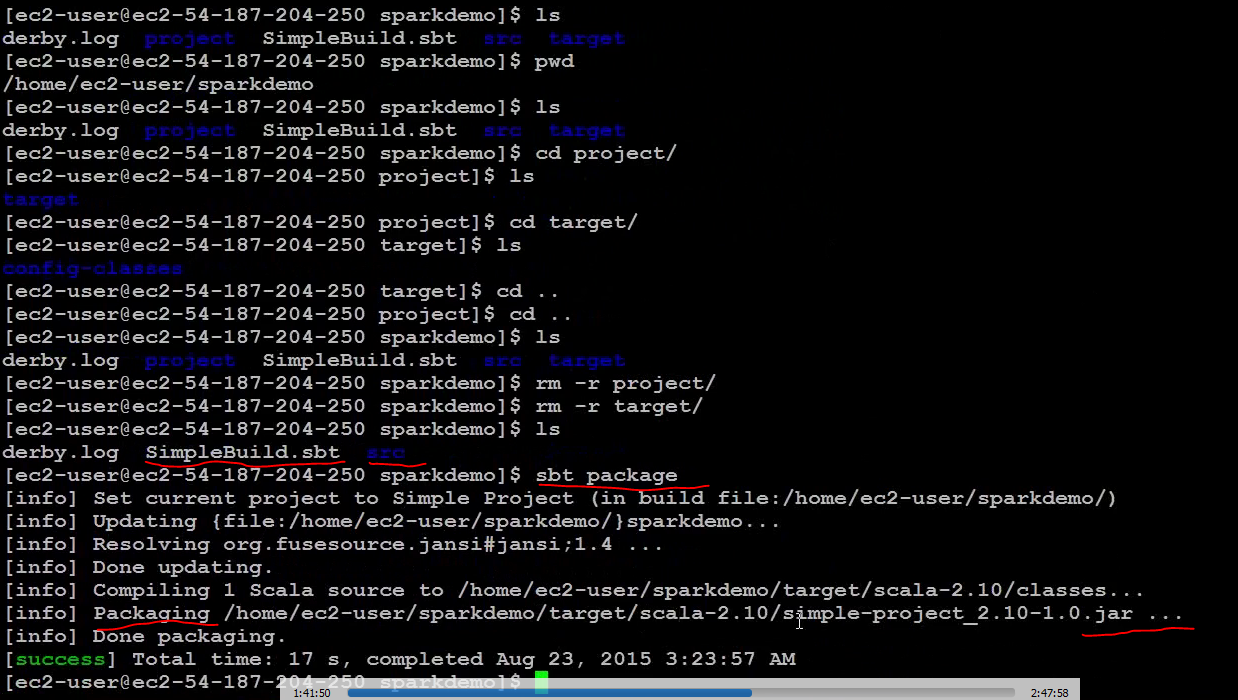 [ec2-user@ec2-54-187-204-250 sparkdemo]$ ls
derby.log project SimpleBuild.sbt src target
[ec2-user@ec2-54-187-204-250 sparkdemo]$ pwd
/home/ec2-user/sparkdemo
[ec2-user@ec2-54-187-204-250 sparkdemo]$ ls
derby.log project SimpleBuild.sbt src target
[ec2-user@ec2-54-187-204-250 sparkdemo]$ cd project/
[ec2-user@ec2-54-187-204-250 project]$ ls
target
[ec2-user@ec2-54-187-204-250 project]$ cd target/
[ec2-user@ec2-54-187-204-250 target]$ ls
config-classes
[ec2-user@ec2-54-187-204-250 target]$ cd ..
[ec2-user@ec2-54-187-204-250 project]$ cd ..
[ec2-user@ec2-54-187-204-250 sparkdemo]$ ls
derby.log project SimpleBuild.sbt src target
[ec2-user@ec2-54-187-204-250 sparkdemo]$ rm -r project/
[ec2-user@ec2-54-187-204-250 sparkdemo]$ rm -r target/
[ec2-user@ec2-54-187-204-250 sparkdemo]$ ls
derby.log SimpleBuild.sbt src
[ec2-user@ec2-54-187-204-250 sparkdemo]$ sbt package
[info] Set current project to Simple Project (in build file:/home/ec2-user/sparkdemo/)
[info] Updating {file:/home/ec2-user/sparkdemo/}sparkdemo...
[info] Resolving org.fusesource.jansi#jansi;1.4 ...
[info] Done updating.
[info] Compiling 1 Scala source to /home/ec2-user/sparkdemo/target/scala-2.10/classes...
[info] Packaging /home/ec2-user/sparkdemo/target/scala-2.10/simple-project_2.10-1.0.jar ...
[info] Done packaging.
[success] Total time: 17 s, completed Aug 23, 2015 3:23:57 AM
[ec2-user@ec2-54-187-204-250 sparkdemo]$
1:41:50 2:47:58